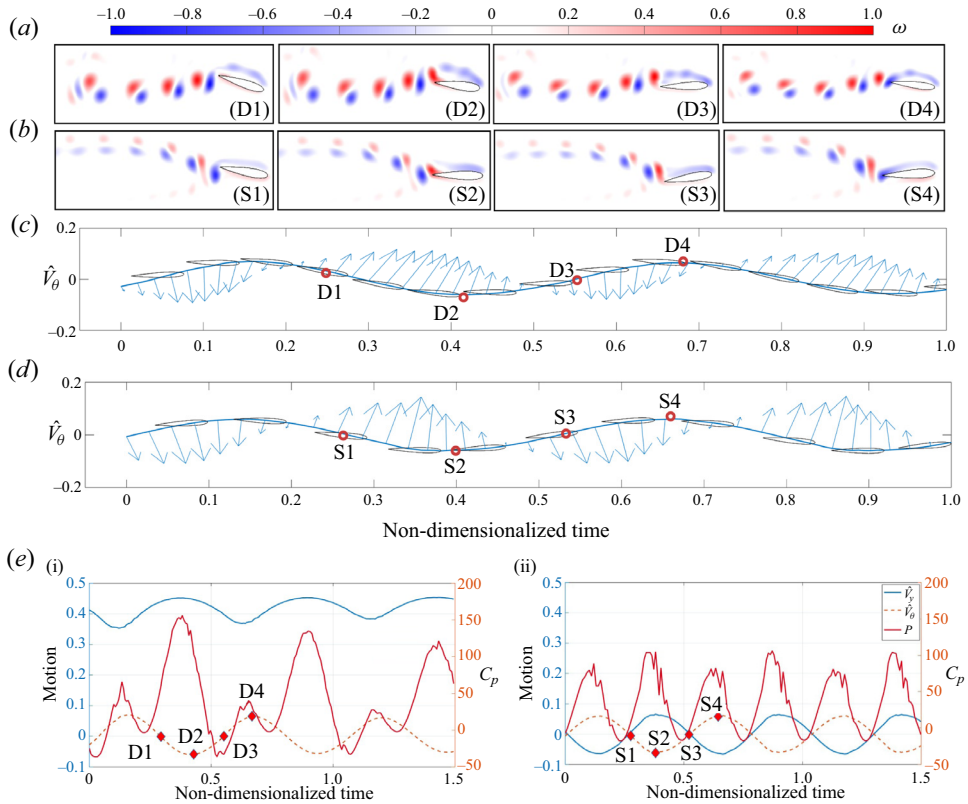 (a)
−1.0 −0.8 −0.6 −0.4 −0.2 0 0.2 0.4 0.6 0.8 1.0
ω
(D1) (D2) (D3) (D4)
(b)
(S1) (S2) (S3) (S4)
(c)
0.2
0
−0.2
V̂θ
D1 D2 D3 D4
0 0.1 0.2 0.3 0.4 0.5 0.6 0.7 0.8 0.9 1.0
(d)
0.2
0
−0.2
V̂θ
S1 S2 S3 S4
0 0.1 0.2 0.3 0.4 0.5 0.6 0.7 0.8 0.9 1.0
Non-dimensionalized time
(e)
(i)
0.5
0.4
0.3
0.2
0.1
0
−0.1
Motion
D1 D2 D3 D4
200
150
100
50
0
−50
Cp
0 0.5 1.0 1.5
Non-dimensionalized time
(ii)
0.5
0.4
0.3
0.2
0.1
0
−0.1
Motion
S1 S2 S3 S4
V̂y
V̂θ
P
200
150
100
50
0
−50
Cp
0 0.5 1.0 1.5
Non-dimensionalized time